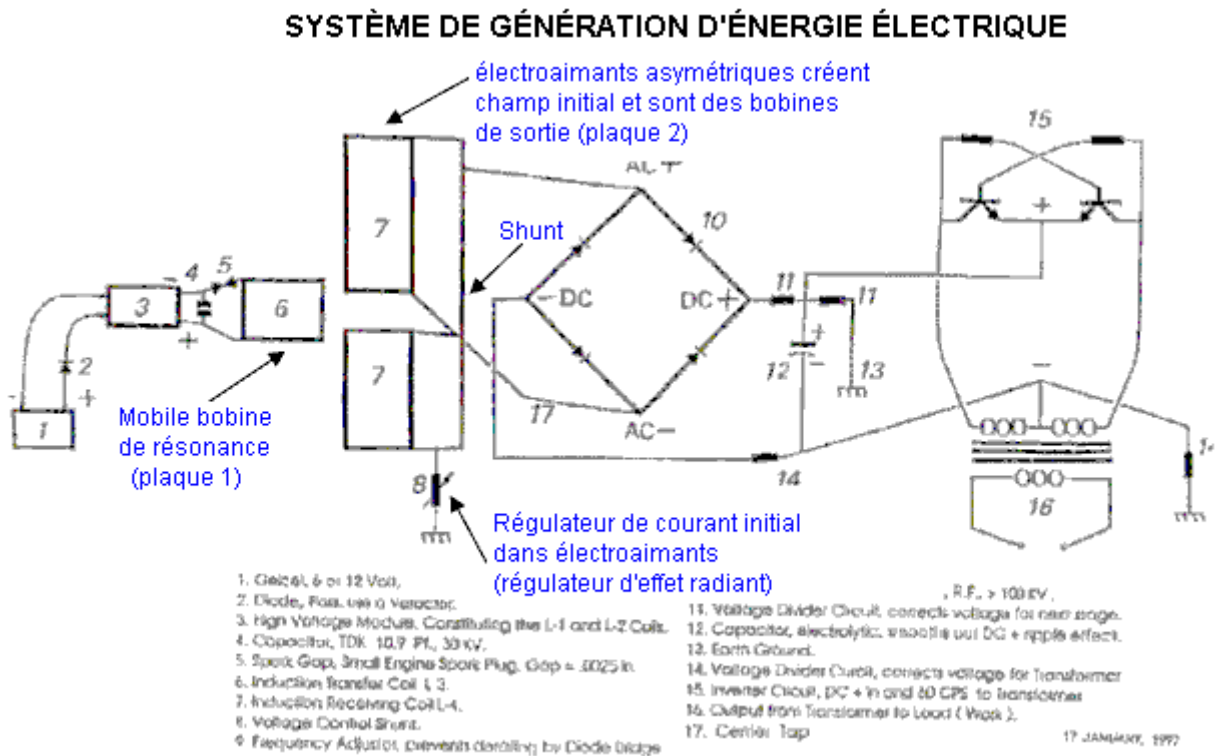 SYSTÈME DE GÉNÉRATION D'ÉNERGIE ÉLECTRIQUE
électroaimants asymétriques créent
champ initial et sont des bobines
de sortie (plaque 2)
15
AC+
7
10
Shunt
+
4
5
-
3
6
-DC
DC+
11
11
+
2
-
+
+
12
-
13
-
7
1
Mobile bobine
de résonance
(plaque 1)
17
AC-
14
8
16
Régulateur de courant initial
dans électroaimants
(régulateur d'effet radiant)
1. 6 or 12 Volt,
2. Diode, use a Varactor.
3. High Voltage Module, Constituting the L-1 and L-2 Coils.
4. Capacitor, TDK 30 KV.
5. Spark Gap, Small Engine Spark Plug, Gap = .0025 in.
6. Induction Transfer Coil L-3.
7. Induction Receiving Coil L-4.
8. Voltage Control Shunt.
9 Frequency Adjustor, prevents derailing by Diode Bridge
, R.F., > 100 KV.
11. Voltage Divider Circuit, corrects voltage for next stage.
12. Capacitor, electrolytic, out DC + ripple effect.
13. Earth Ground.
14. Voltage Divider corrects voltage for Transformer
15. Inverter Circuit, DC + in and 60 CPS to Transformer
16. Output from Transformer to Load ( Work ).
17. Center Tap
17 JANUARY, 1997